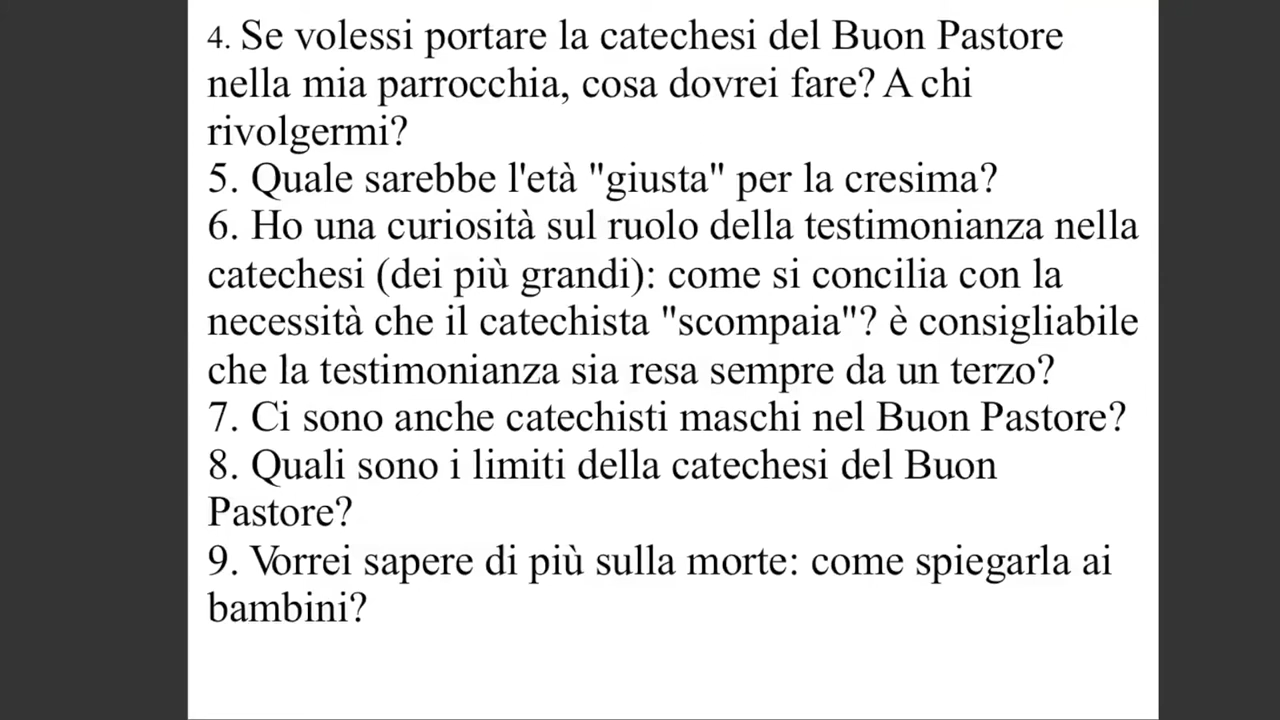 4. Se volessi portare la catechesi del Buon Pastore
nella mia parrocchia, cosa dovrei fare? A chi
rivolgermi?
5. Quale sarebbe l'età "giusta" per la cresima?
6. Ho una curiosità sul ruolo della testimonianza nella
catechesi (dei più grandi): come si concilia con la
necessità che il catechista "scompaia"? è consigliabile
che la testimonianza sia resa sempre da un terzo?
7. Ci sono anche catechisti maschi nel Buon Pastore?
8. Quali sono i limiti della catechesi del Buon
Pastore?
9. Vorrei sapere di più sulla morte: come spiegarla ai
bambini?